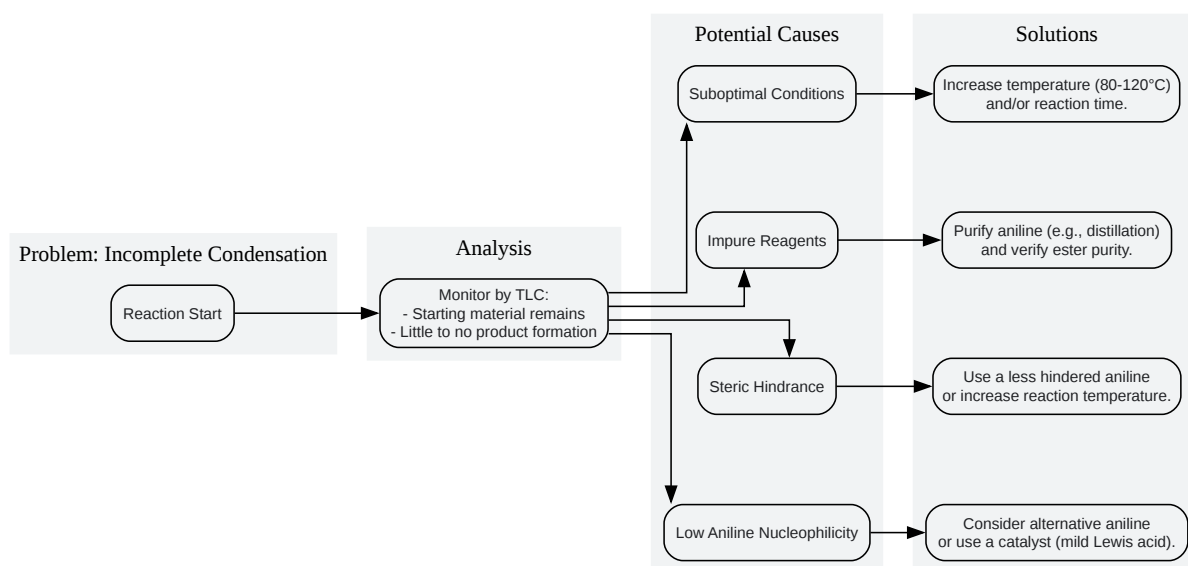 Problem: Incomplete Condensation
Reaction Start
Analysis
Monitor by TLC:
- Starting material remains
- Little to no product formation
Potential Causes
Suboptimal Conditions
Impure Reagents
Steric Hindrance
Low Aniline Nucleophilicity
Solutions
Increase temperature (80-120°C)
and/or reaction time.
Purify aniline (e.g., distillation)
and verify ester purity.
Use a less hindered aniline
or increase reaction temperature.
Consider alternative aniline
or use a catalyst (mild Lewis acid).